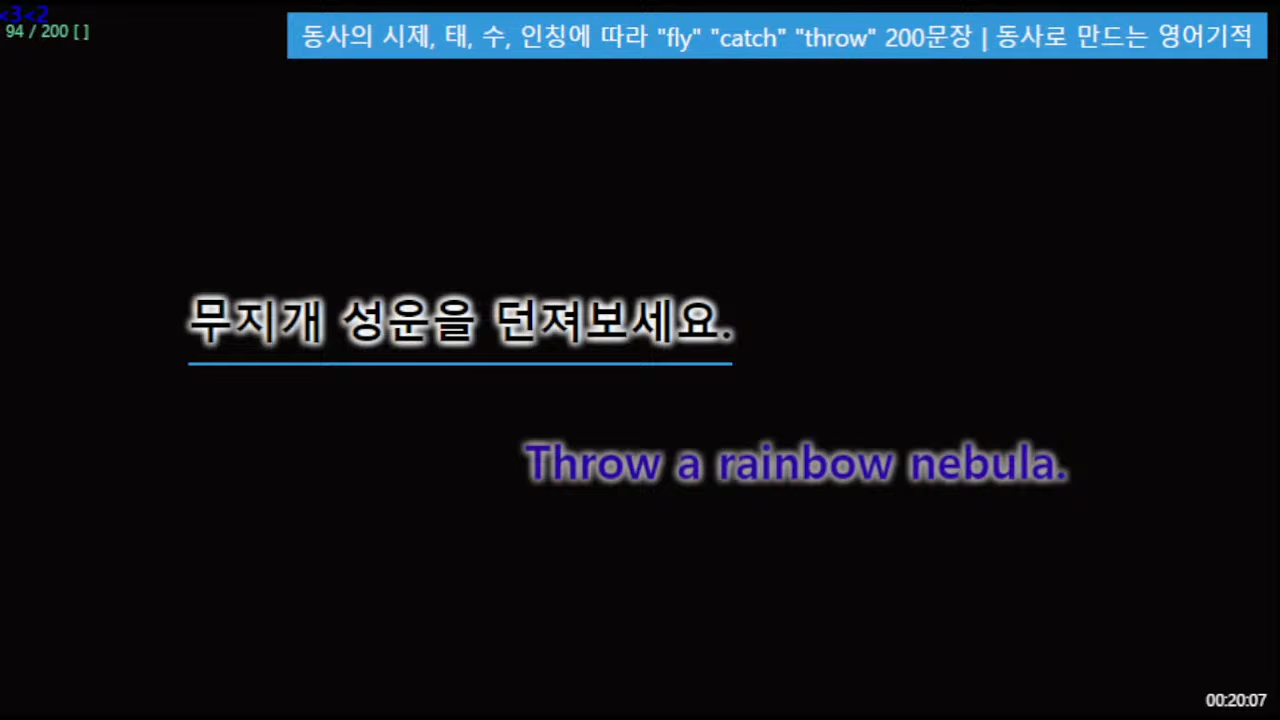 <3<2
94 / 200 [ ]
동사의 시제, 태, 수, 인칭에 따라 "fly" "catch" "throw" 200문장 | 동사로 만드는 영어기적
무지개 성운을 던져보세요.
Throw a rainbow nebula.
00:20:07